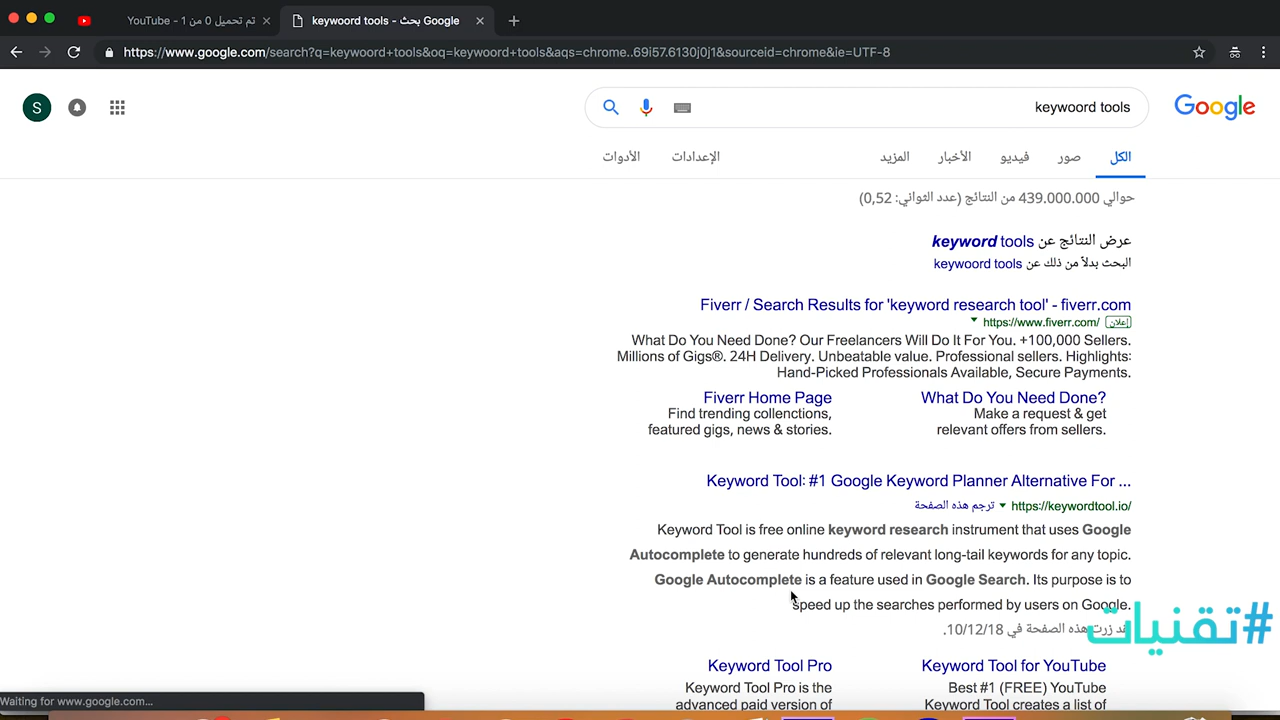 YouTube - تم تحميل 0 من 1
keywoord tools - بحث Google
https://www.google.com/search?q=keywoord+tools&oq=keywoord+tools&aqs=chrome..69i57.6130j0j1&sourceid=chrome&ie=UTF-8
S
keywoord tools
Google
الكل
صور
فيديو
الأخبار
المزيد
الإعدادات
الأدوات
حوالي 439.000.000 من النتائج (عدد الثواني: 0,52)
عرض النتائج عن keyword tools
البحث بدلاً من ذلك عن keywoord tools
Fiverr / Search Results for 'keyword research tool' - fiverr.com
إعلان https://www.fiverr.com/
What Do You Need Done? Our Freelancers Will Do It For You. +100,000 Sellers.
Millions of Gigs®. 24H Delivery. Unbeatable value. Professional sellers. Highlights:
Hand-Picked Professionals Available, Secure Payments.
What Do You Need Done?
Make a request & get
relevant offers from sellers.
Fiverr Home Page
Find trending collenctions,
featured gigs, news & stories.
Keyword Tool: #1 Google Keyword Planner Alternative For ...
https://keywordtool.io/ ترجم هذه الصفحة
Keyword Tool is free online keyword research instrument that uses Google
Autocomplete to generate hundreds of relevant long-tail keywords for any topic.
Google Autocomplete is a feature used in Google Search. Its purpose is to
speed up the searches performed by users on Google.
زرت هذه الصفحة في 10/12/18.
#تقنيات
Keyword Tool for YouTube
Best #1 (FREE) YouTube
Keyword Tool creates a list of
Keyword Tool Pro
Keyword Tool Pro is the
advanced paid version of
Waiting for www.google.com...